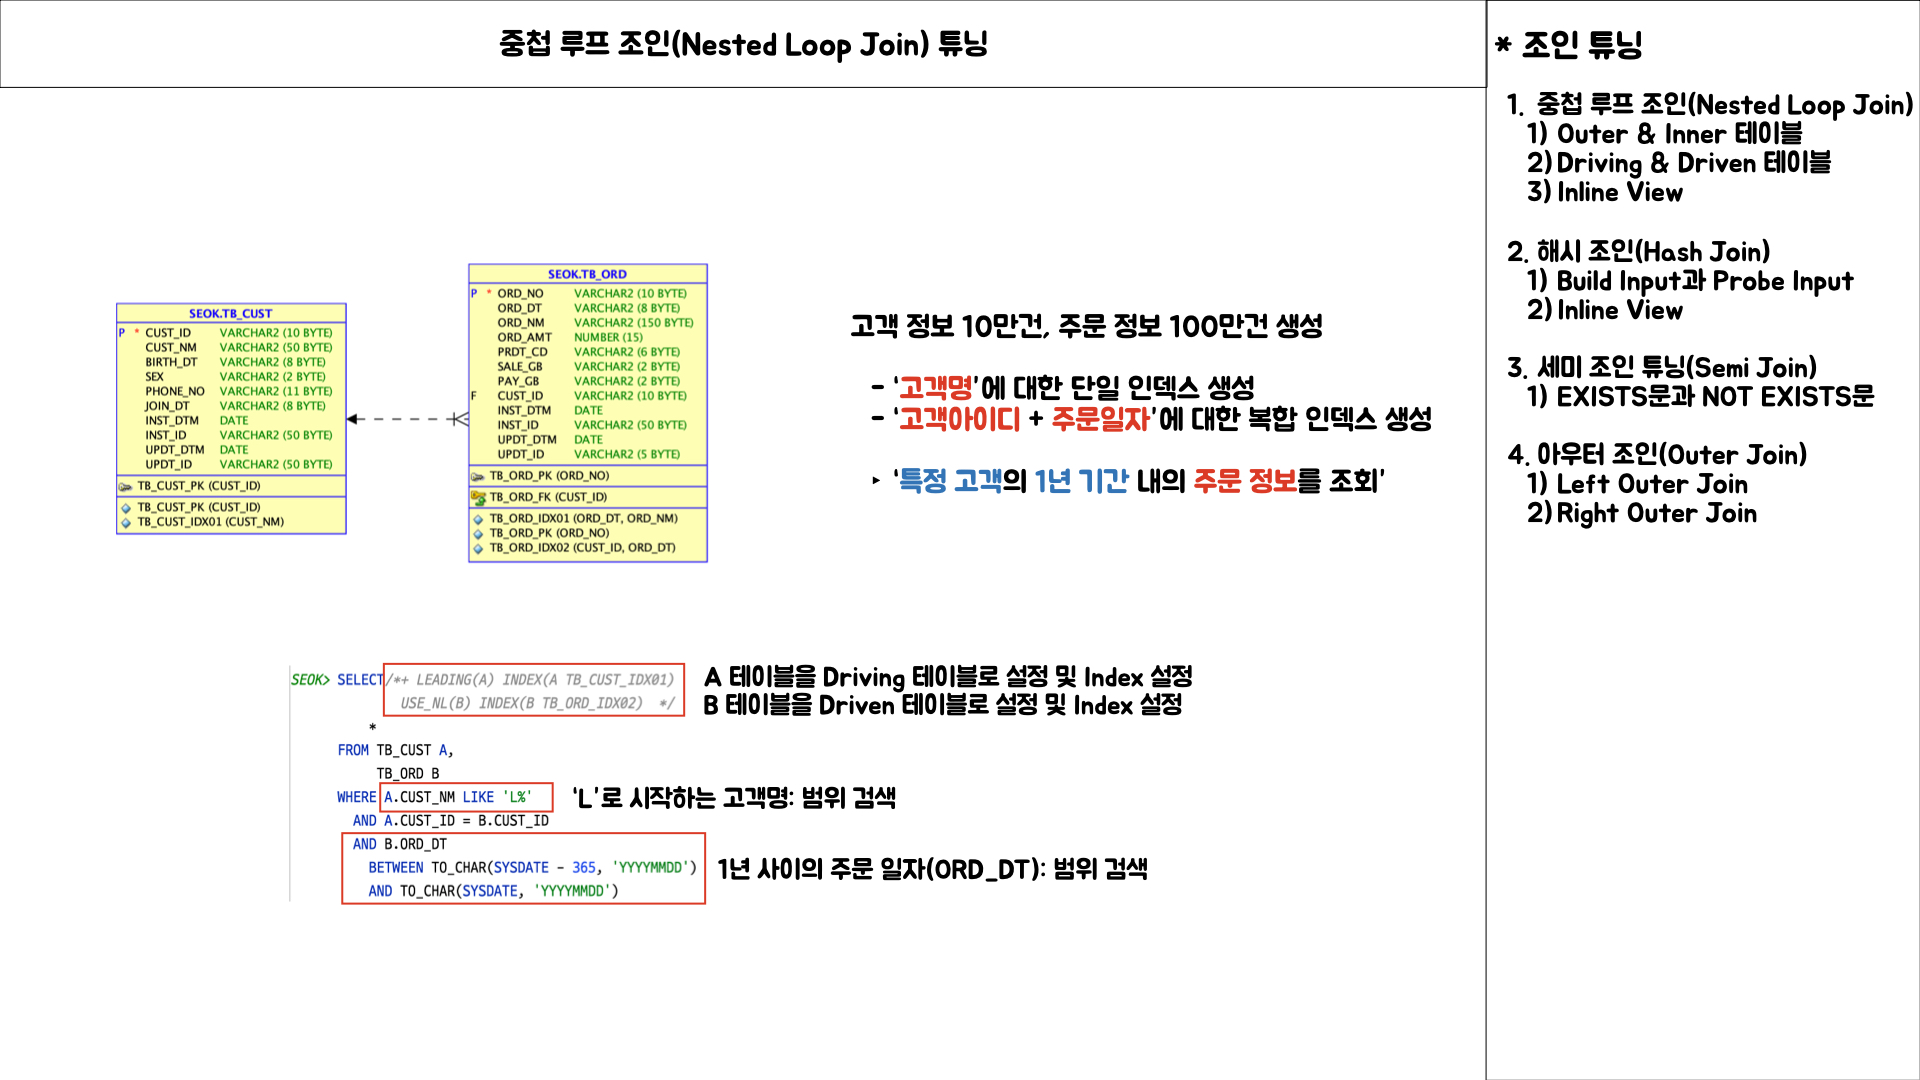 중첩 루프 조인(Nested Loop Join) 튜닝
SEOK.TB_CUST
P * CUST_ID VARCHAR2 (10 BYTE)
CUST_NM VARCHAR2 (50 BYTE)
BIRTH_DT VARCHAR2 (8 BYTE)
SEX VARCHAR2 (2 BYTE)
PHONE_NO VARCHAR2 (11 BYTE)
JOIN_DT VARCHAR2 (8 BYTE)
INST_DTM DATE
INST_ID VARCHAR2 (50 BYTE)
UPDT_DTM DATE
UPDT_ID VARCHAR2 (50 BYTE)
TB_CUST_PK (CUST_ID)
TB_CUST_PK (CUST_ID)
TB_CUST_IDX01 (CUST_NM)
SEOK.TB_ORD
P * ORD_NO VARCHAR2 (10 BYTE)
ORD_DT VARCHAR2 (8 BYTE)
ORD_NM VARCHAR2 (150 BYTE)
ORD_AMT NUMBER (15)
PRDT_CD VARCHAR2 (6 BYTE)
SALE_GB VARCHAR2 (2 BYTE)
PAY_GB VARCHAR2 (2 BYTE)
F CUST_ID VARCHAR2 (10 BYTE)
INST_DTM DATE
INST_ID VARCHAR2 (50 BYTE)
UPDT_DTM DATE
UPDT_ID VARCHAR2 (5 BYTE)
TB_ORD_PK (ORD_NO)
TB_ORD_FK (CUST_ID)
TB_ORD_IDX01 (ORD_DT, ORD_NM)
TB_ORD_PK (ORD_NO)
TB_ORD_IDX02 (CUST_ID, ORD_DT)
고객 정보 10만건, 주문 정보 100만건 생성
- '고객명'에 대한 단일 인덱스 생성
- '고객아이디 + 주문일자'에 대한 복합 인덱스 생성
▸ '특정 고객의 1년 기간 내의 주문 정보를 조회'
SEOK> SELECT /*+ LEADING(A) INDEX(A TB_CUST_IDX01)
USE_NL(B) INDEX(B TB_ORD_IDX02) */
*
FROM TB_CUST A,
TB_ORD B
WHERE A.CUST_NM LIKE 'L%'
AND A.CUST_ID = B.CUST_ID
AND B.ORD_DT
BETWEEN TO_CHAR(SYSDATE - 365, 'YYYYMMDD')
AND TO_CHAR(SYSDATE, 'YYYYMMDD')
A 테이블을 Driving 테이블로 설정 및 Index 설정
B 테이블을 Driven 테이블로 설정 및 Index 설정
'L'로 시작하는 고객명: 범위 검색
1년 사이의 주문 일자(ORD_DT): 범위 검색
* 조인 튜닝
1. 중첩 루프 조인(Nested Loop Join)
1) Outer & Inner 테이블
2) Driving & Driven 테이블
3) Inline View
2. 해시 조인(Hash Join)
1) Build Input과 Probe Input
2) Inline View
3. 세미 조인 튜닝(Semi Join)
1) EXISTS문과 NOT EXISTS문
4. 아우터 조인(Outer Join)
1) Left Outer Join
2) Right Outer Join